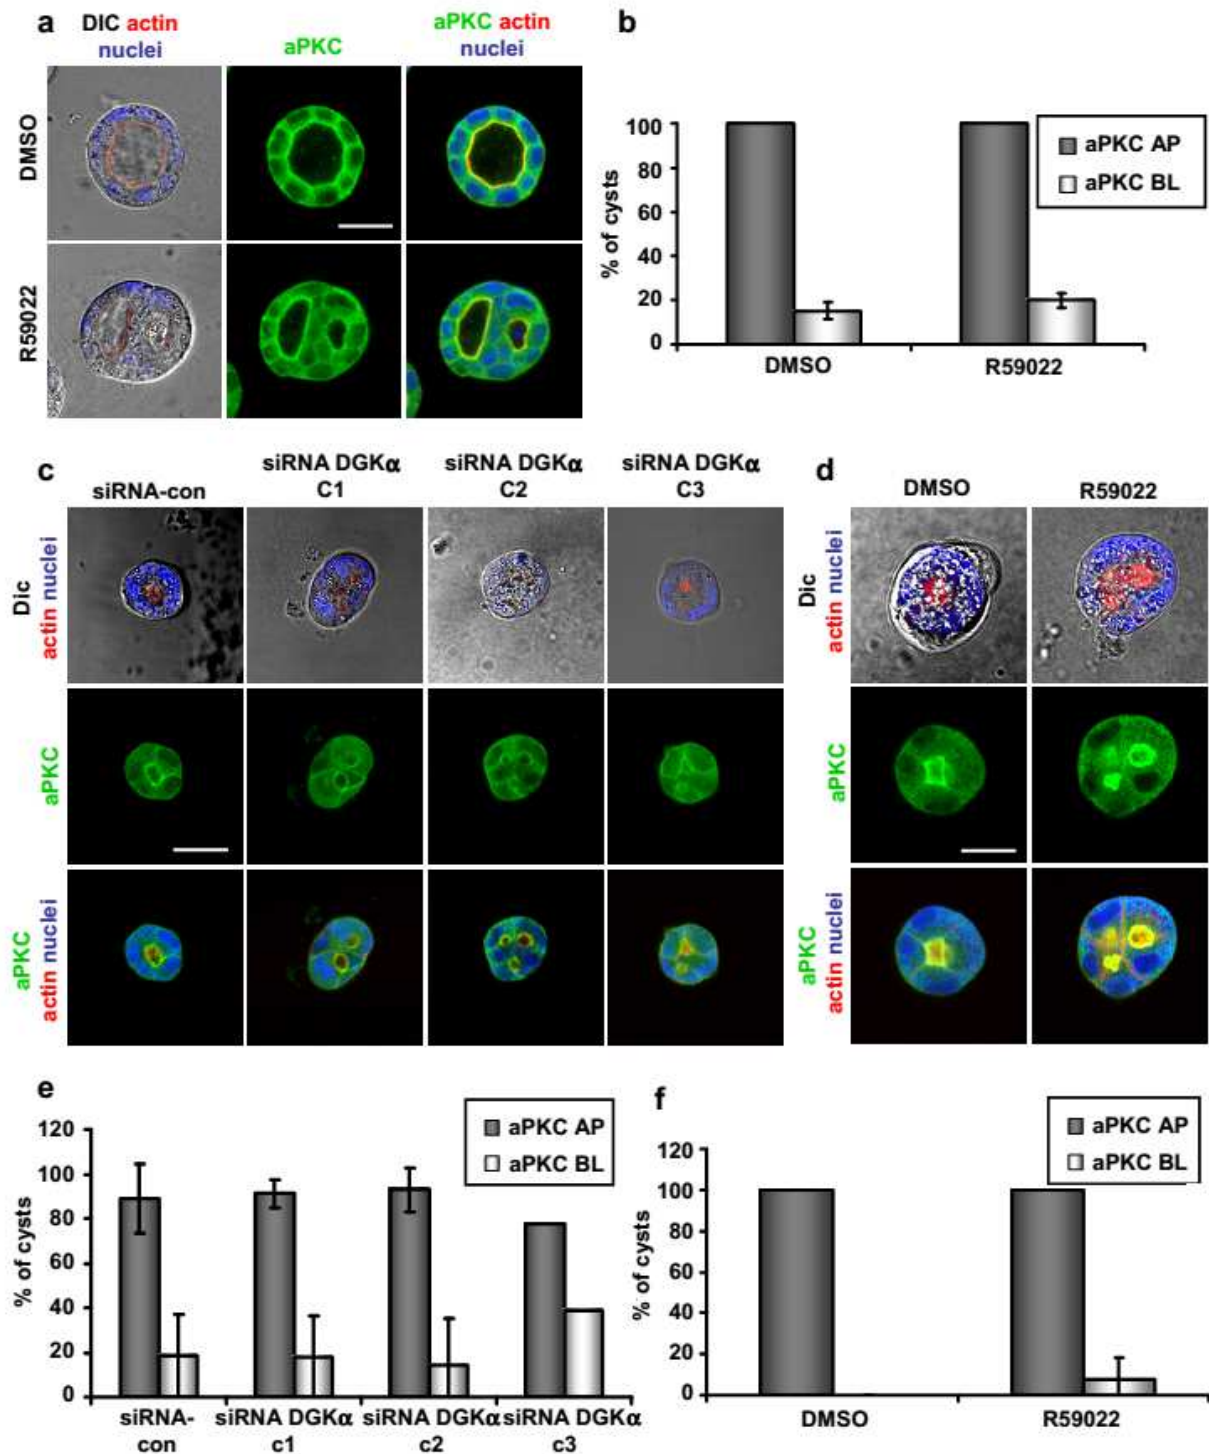 a
DIC actin
nuclei
aPKC
aPKC actin
nuclei
DMSO
R59022
b
% of cysts
100
80
60
40
20
0
DMSO
R59022
aPKC AP
aPKC BL
c
siRNA-con
siRNA DGKα
C1
siRNA DGKα
C2
siRNA DGKα
C3
Dic
actin nuclei
aPKC
aPKC
actin nuclei
d
DMSO
R59022
Dic
actin nuclei
aPKC
aPKC
actin nuclei
e
% of cysts
120
100
80
60
40
20
0
aPKC AP
aPKC BL
siRNA-
con
siRNA DGKα
c1
siRNA DGKα
c2
siRNA DGKα
c3
f
% of cysts
120
100
80
60
40
20
0
aPKC AP
aPKC BL
DMSO
R59022